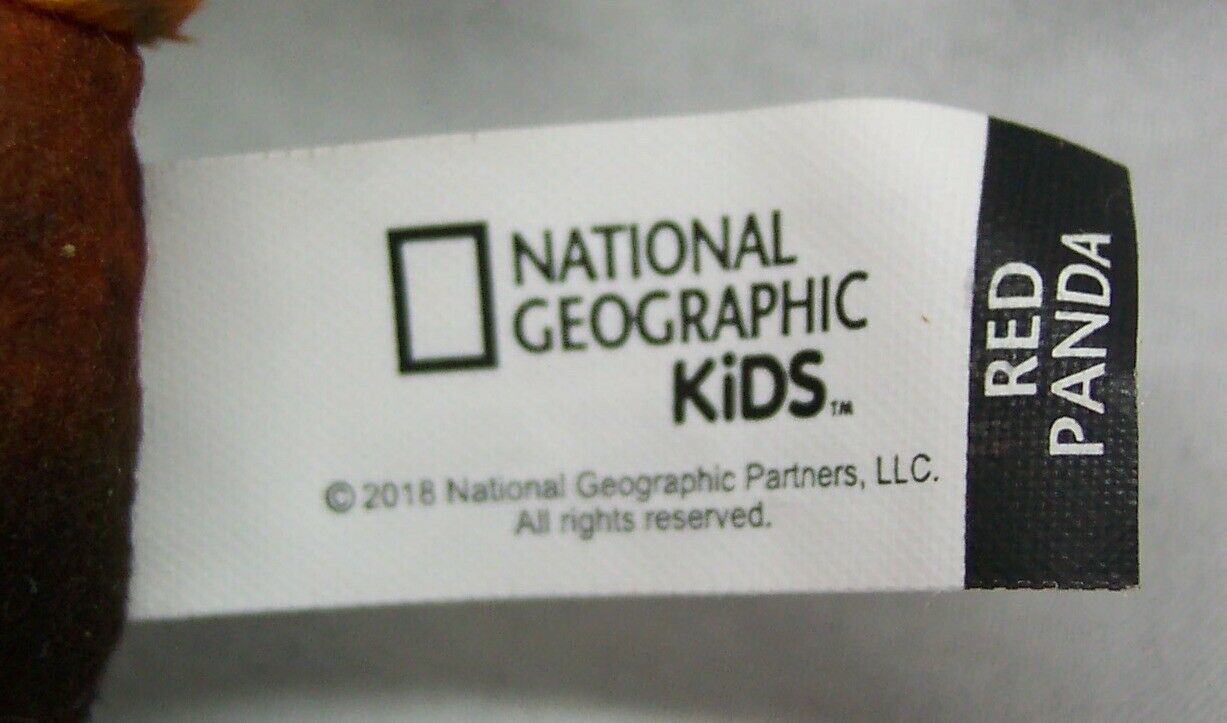 NATIONAL
GEOGRAPHIC
KiDS™
© 2018 National Geographic Partners, LLC.
All rights reserved.
RED
PANDA